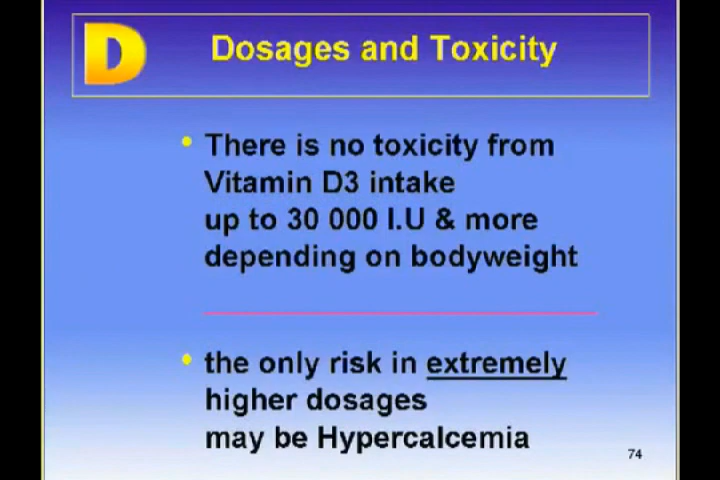 D
Dosages and Toxicity
• There is no toxicity from
Vitamin D3 intake
up to 30 000 I.U & more
depending on bodyweight
• the only risk in extremely
higher dosages
may be Hypercalcemia
74